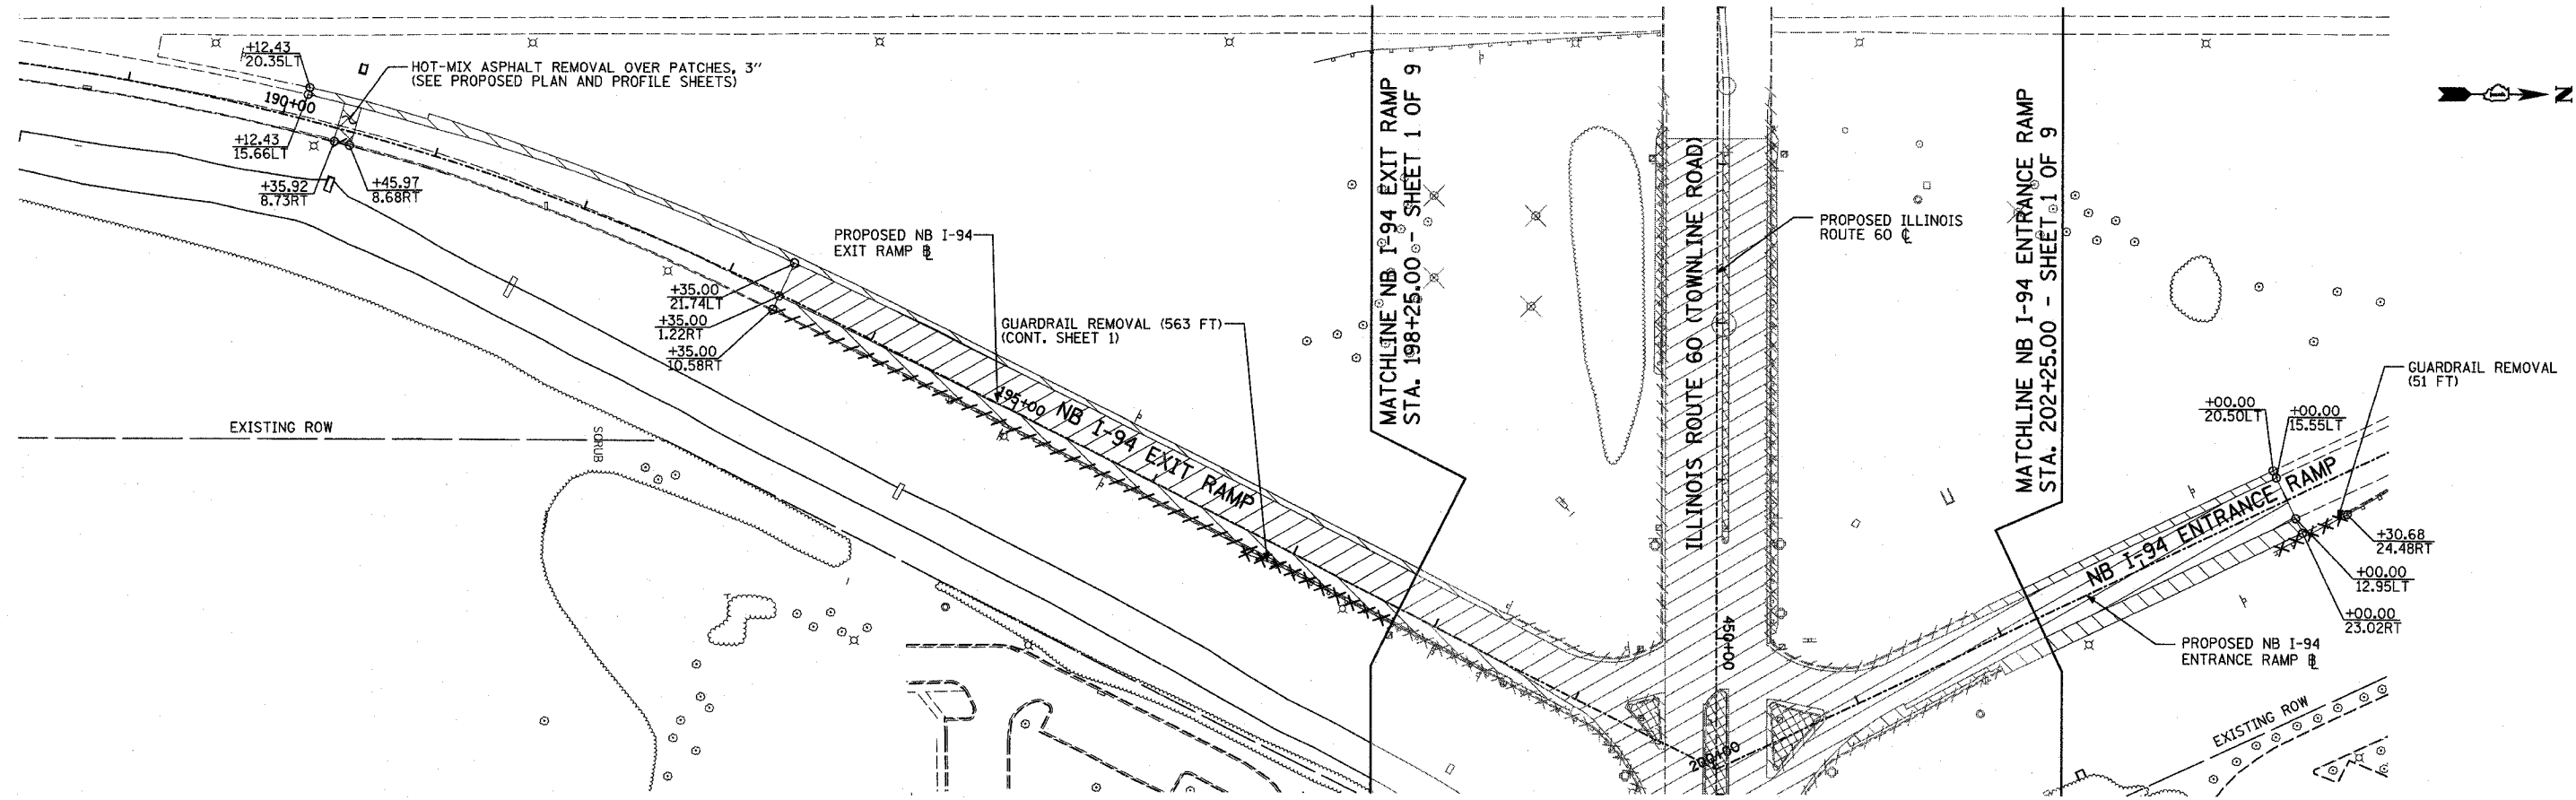 +12.43
20.35LT
HOT-MIX ASPHALT REMOVAL OVER PATCHES, 3"
(SEE PROPOSED PLAN AND PROFILE SHEETS)
190+00
+12.43
15.66LT
+35.92
8.73RT
+45.97
8.68RT
PROPOSED NB I-94
EXIT RAMP
+35.00
21.74LT
+35.00
1.22RT
+35.00
10.58RT
GUARDRAIL REMOVAL (563 FT)
(CONT. SHEET 1)
195+00
NB I-94 EXIT RAMP
EXISTING ROW
SCRUB
MATCHLINE NB I-94 EXIT RAMP
STA. 198+25.00 - SHEET 1 OF 9
ILLINOIS ROUTE 60 (TOWNLINE ROAD)
PROPOSED ILLINOIS
ROUTE 60 ℄
450+00
200+00
MATCHLINE NB I-94 ENTRANCE RAMP
STA. 202+25.00 - SHEET 1 OF 9
N
GUARDRAIL REMOVAL
(51 FT)
+00.00
20.50LT
+00.00
15.55LT
NB I-94 ENTRANCE RAMP
+30.68
24.48RT
+00.00
12.95LT
+00.00
23.02RT
PROPOSED NB I-94
ENTRANCE RAMP
EXISTING ROW